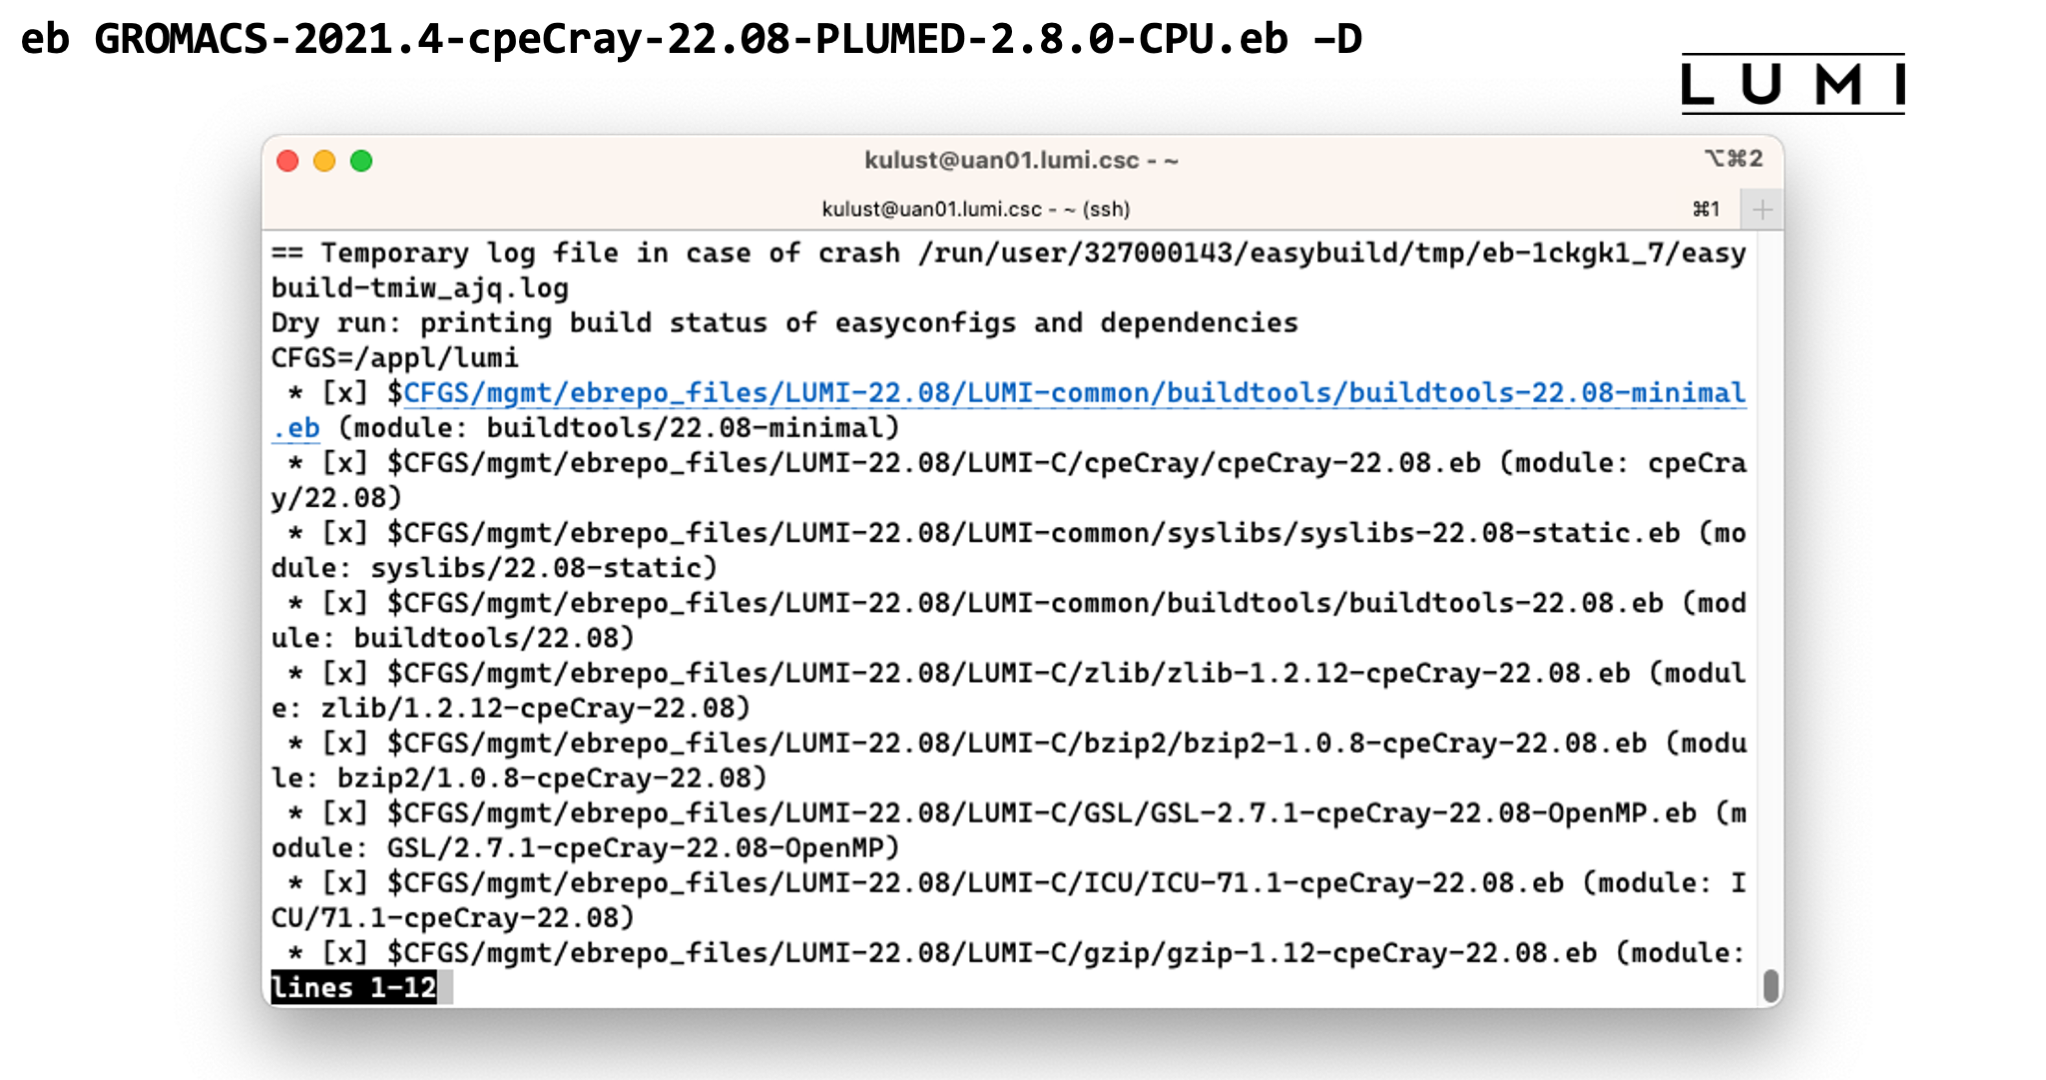 eb GROMACS-2021.4-cpeCray-22.08-PLUMED-2.8.0-CPU.eb –D
LUMI
kulust@uan01.lumi.csc - ~
⌥⌘2
kulust@uan01.lumi.csc - ~ (ssh)
⌘1
+
== Temporary log file in case of crash /run/user/327000143/easybuild/tmp/eb-1ckgk1_7/easy
build-tmiw_ajq.log
Dry run: printing build status of easyconfigs and dependencies
CFGS=/appl/lumi
 * [x] $CFGS/mgmt/ebrepo_files/LUMI-22.08/LUMI-common/buildtools/buildtools-22.08-minimal
.eb (module: buildtools/22.08-minimal)
 * [x] $CFGS/mgmt/ebrepo_files/LUMI-22.08/LUMI-C/cpeCray/cpeCray-22.08.eb (module: cpeCra
y/22.08)
 * [x] $CFGS/mgmt/ebrepo_files/LUMI-22.08/LUMI-common/syslibs/syslibs-22.08-static.eb (mo
dule: syslibs/22.08-static)
 * [x] $CFGS/mgmt/ebrepo_files/LUMI-22.08/LUMI-common/buildtools/buildtools-22.08.eb (mod
ule: buildtools/22.08)
 * [x] $CFGS/mgmt/ebrepo_files/LUMI-22.08/LUMI-C/zlib/zlib-1.2.12-cpeCray-22.08.eb (modul
e: zlib/1.2.12-cpeCray-22.08)
 * [x] $CFGS/mgmt/ebrepo_files/LUMI-22.08/LUMI-C/bzip2/bzip2-1.0.8-cpeCray-22.08.eb (modu
le: bzip2/1.0.8-cpeCray-22.08)
 * [x] $CFGS/mgmt/ebrepo_files/LUMI-22.08/LUMI-C/GSL/GSL-2.7.1-cpeCray-22.08-OpenMP.eb (m
odule: GSL/2.7.1-cpeCray-22.08-OpenMP)
 * [x] $CFGS/mgmt/ebrepo_files/LUMI-22.08/LUMI-C/ICU/ICU-71.1-cpeCray-22.08.eb (module: I
CU/71.1-cpeCray-22.08)
 * [x] $CFGS/mgmt/ebrepo_files/LUMI-22.08/LUMI-C/gzip/gzip-1.12-cpeCray-22.08.eb (module:
lines 1-12